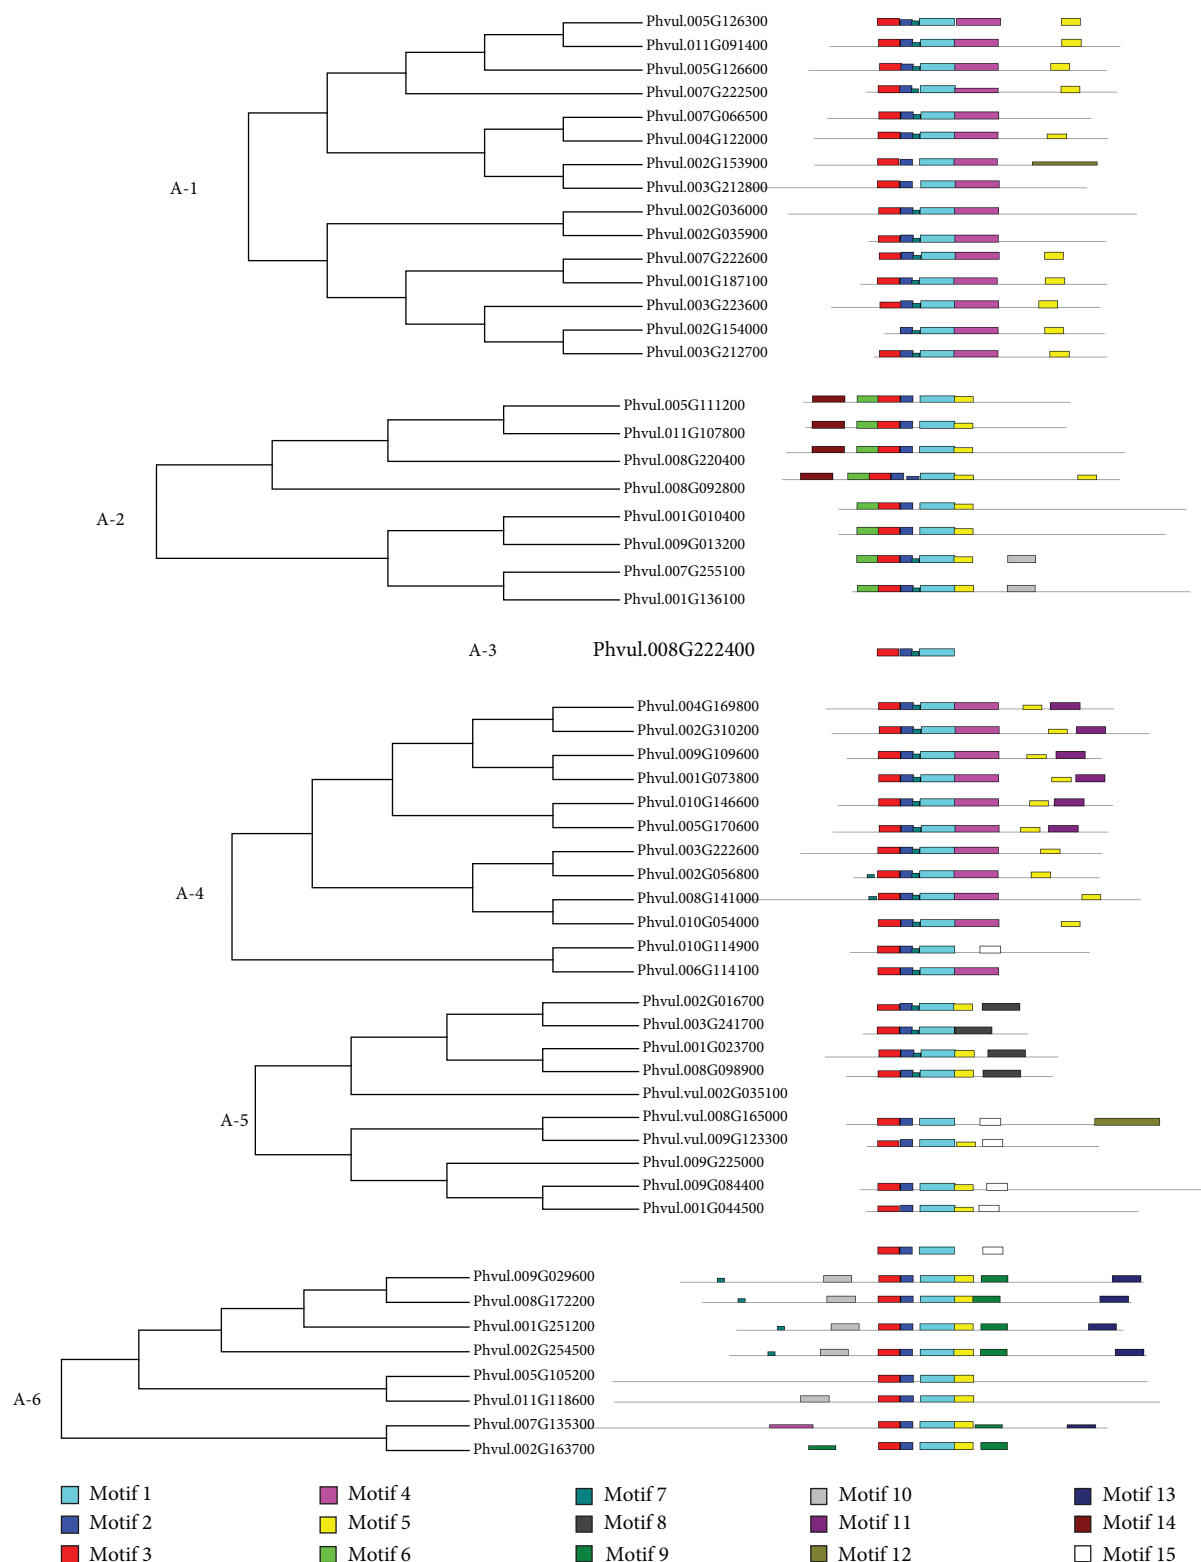 Phvul.005G126300
Phvul.011G091400
Phvul.005G126600
Phvul.007G222500
Phvul.007G066500
Phvul.004G122000
Phvul.002G153900
A-1
Phvul.003G212800
Phvul.002G036000
Phvul.002G035900
Phvul.007G222600
Phvul.001G187100
Phvul.003G223600
Phvul.002G154000
Phvul.003G212700
Phvul.005G111200
Phvul.011G107800
Phvul.008G220400
Phvul.008G092800
A-2
Phvul.001G010400
Phvul.009G013200
Phvul.007G255100
Phvul.001G136100
A-3 Phvul.008G222400
Phvul.004G169800
Phvul.002G310200
Phvul.009G109600
Phvul.001G073800
Phvul.010G146600
Phvul.005G170600
Phvul.003G222600
Phvul.002G056800
A-4
Phvul.008G141000
Phvul.010G054000
Phvul.010G114900
Phvul.006G114100
Phvul.002G016700
Phvul.003G241700
Phvul.001G023700
Phvul.008G098900
Phvul.vul.002G035100
A-5
Phvul.vul.008G165000
Phvul.vul.009G123300
Phvul.009G225000
Phvul.009G084400
Phvul.001G044500
Phvul.009G029600
Phvul.008G172200
Phvul.001G251200
Phvul.002G254500
Phvul.005G105200
A-6
Phvul.011G118600
Phvul.007G135300
Phvul.002G163700
Motif 1 Motif 4 Motif 7 Motif 10 Motif 13
Motif 2 Motif 5 Motif 8 Motif 11 Motif 14
Motif 3 Motif 6 Motif 9 Motif 12 Motif 15